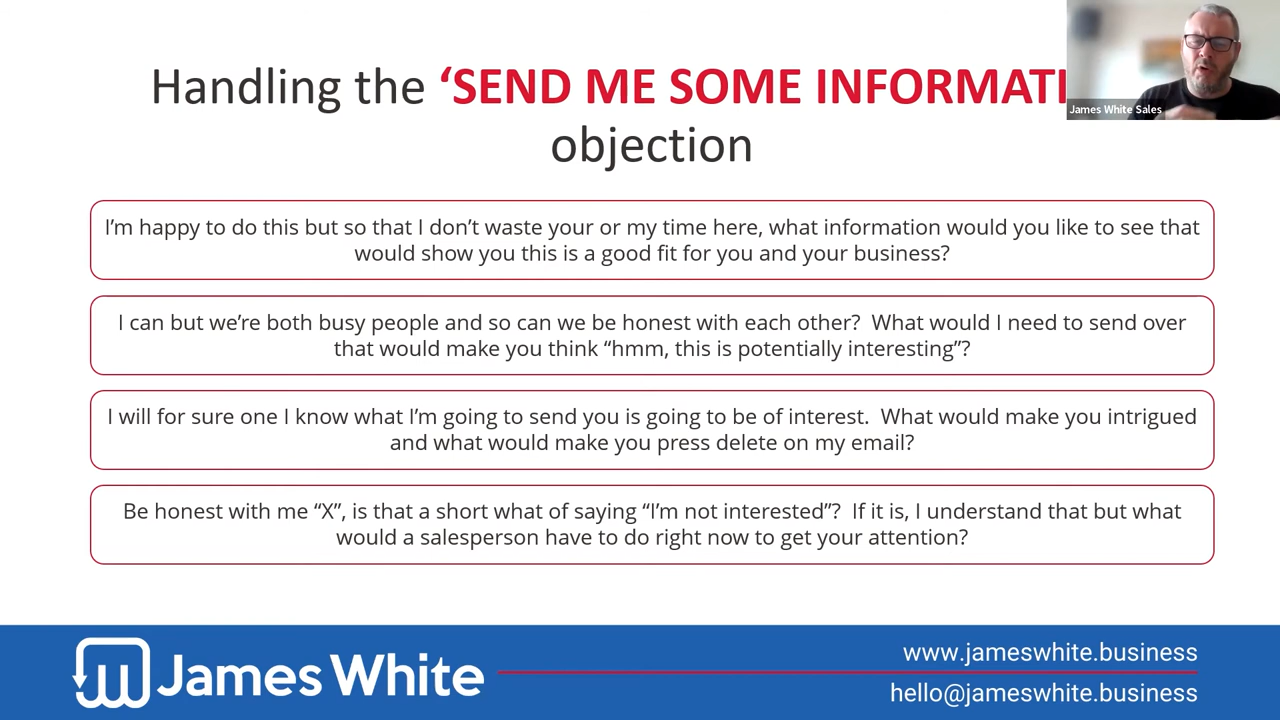 Handling the ‘SEND ME SOME
objection
James White Sales
I’m happy to do this but so that I don’t waste your or my time here, what information would you like to see that
would show you this is a good fit for you and your business?
I can but we’re both busy people and so can we be honest with each other?  What would I need to send over
that would make you think “hmm, this is potentially interesting”?
I will for sure one I know what I’m going to send you is going to be of interest.  What would make you intrigued
and what would make you press delete on my email?
Be honest with me “X”, is that a short what of saying “I’m not interested”?  If it is, I understand that but what
would a salesperson have to do right now to get your attention?
James White
www.jameswhite.business
hello@jameswhite.business